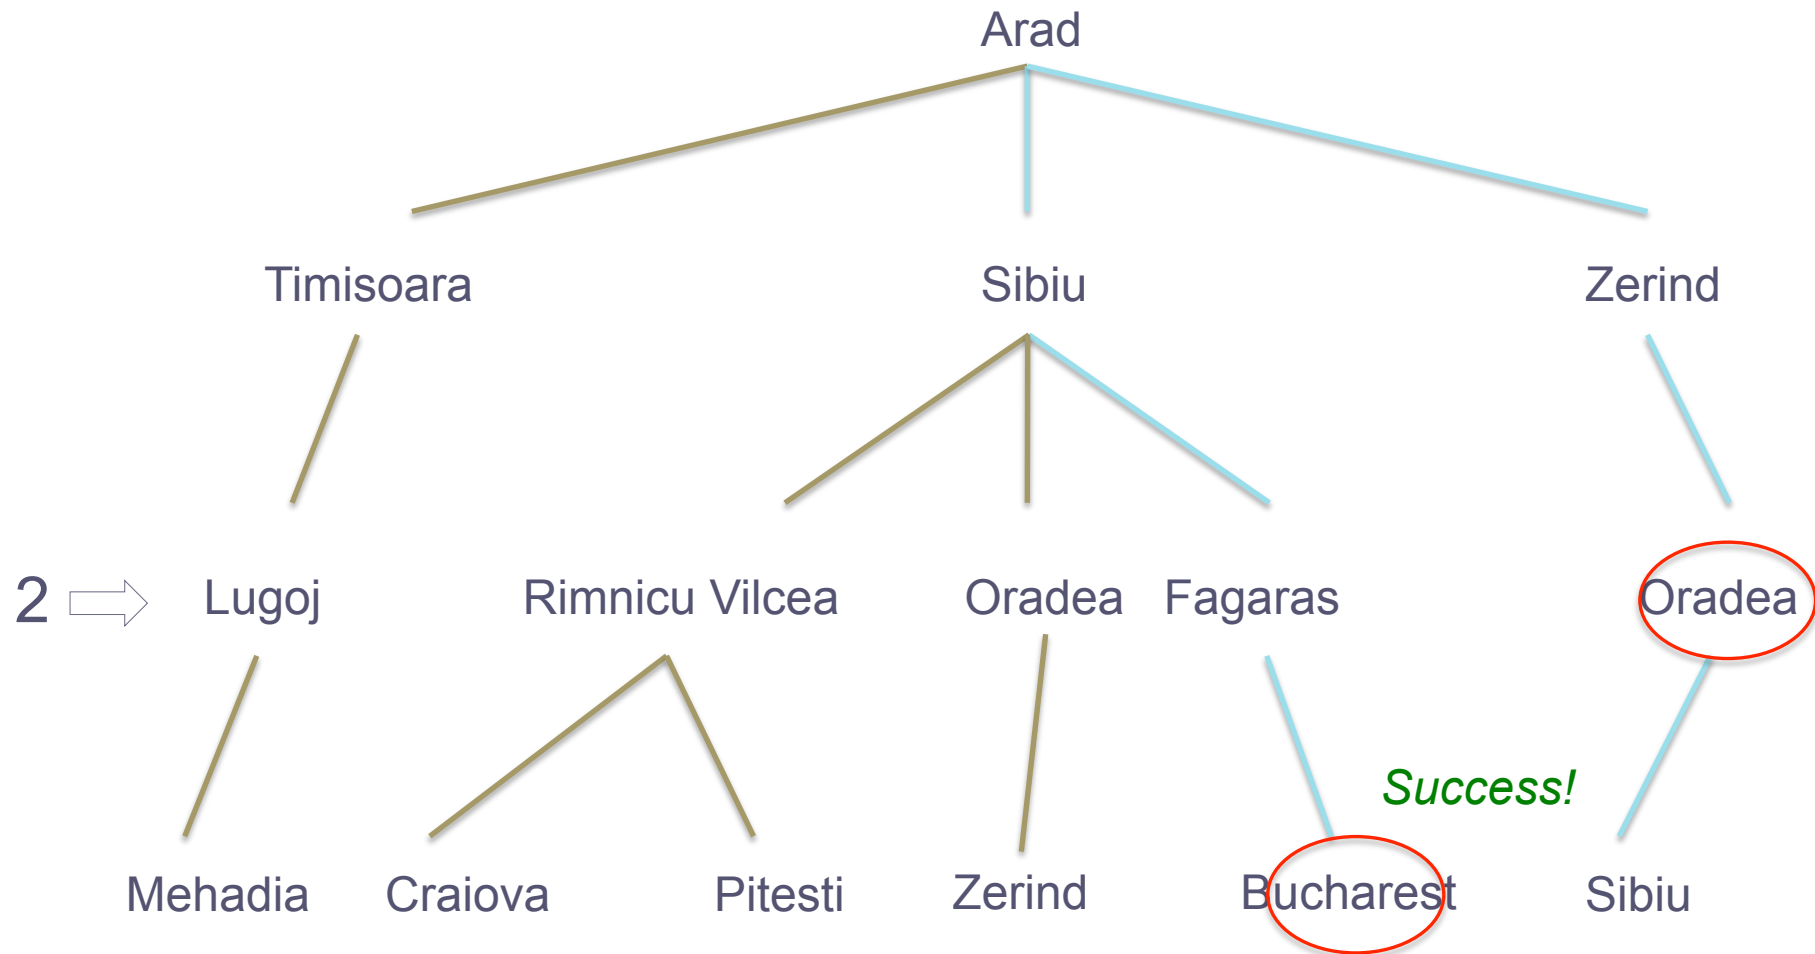 Arad
Timisoara Sibiu Zerind
2 Lugoj Rimnicu Vilcea Oradea Fagaras Oradea
Success!
Mehadia Craiova Pitesti Zerind Bucharest Sibiu